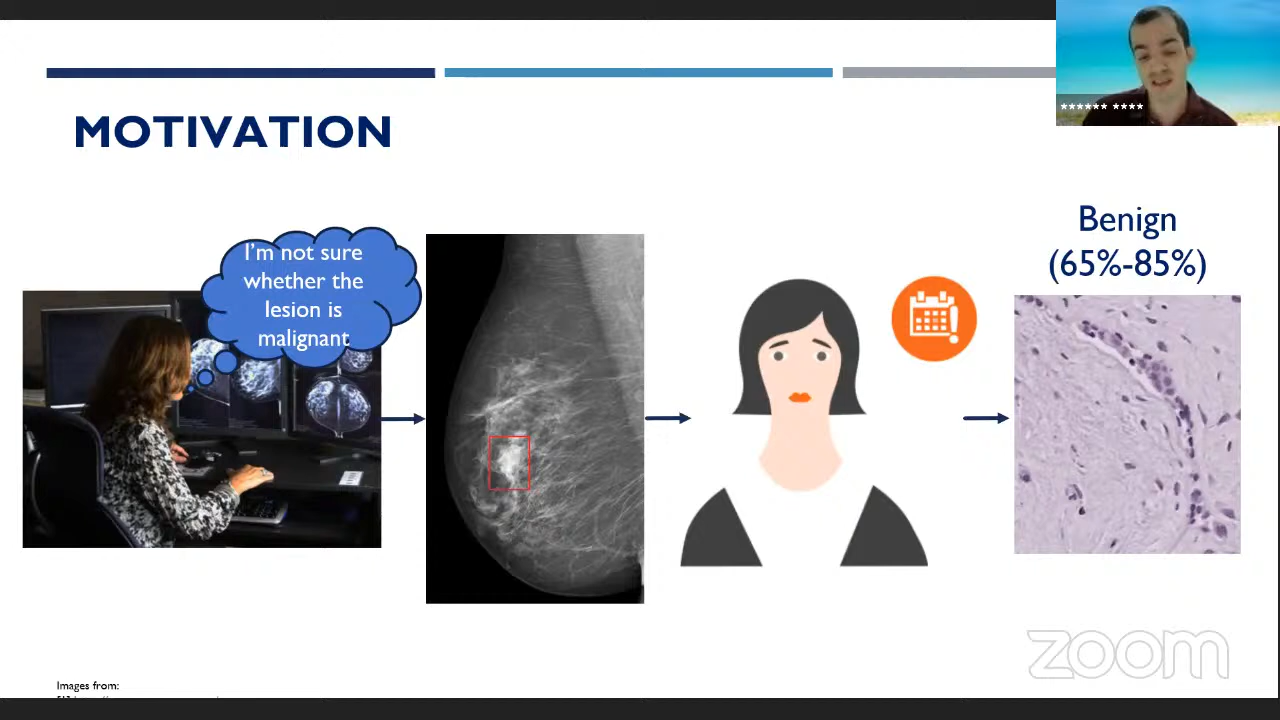 ****** ****
MOTIVATION
I'm not sure
whether the
lesion is
malignant
Benign
(65%-85%)
zoom
Images from: